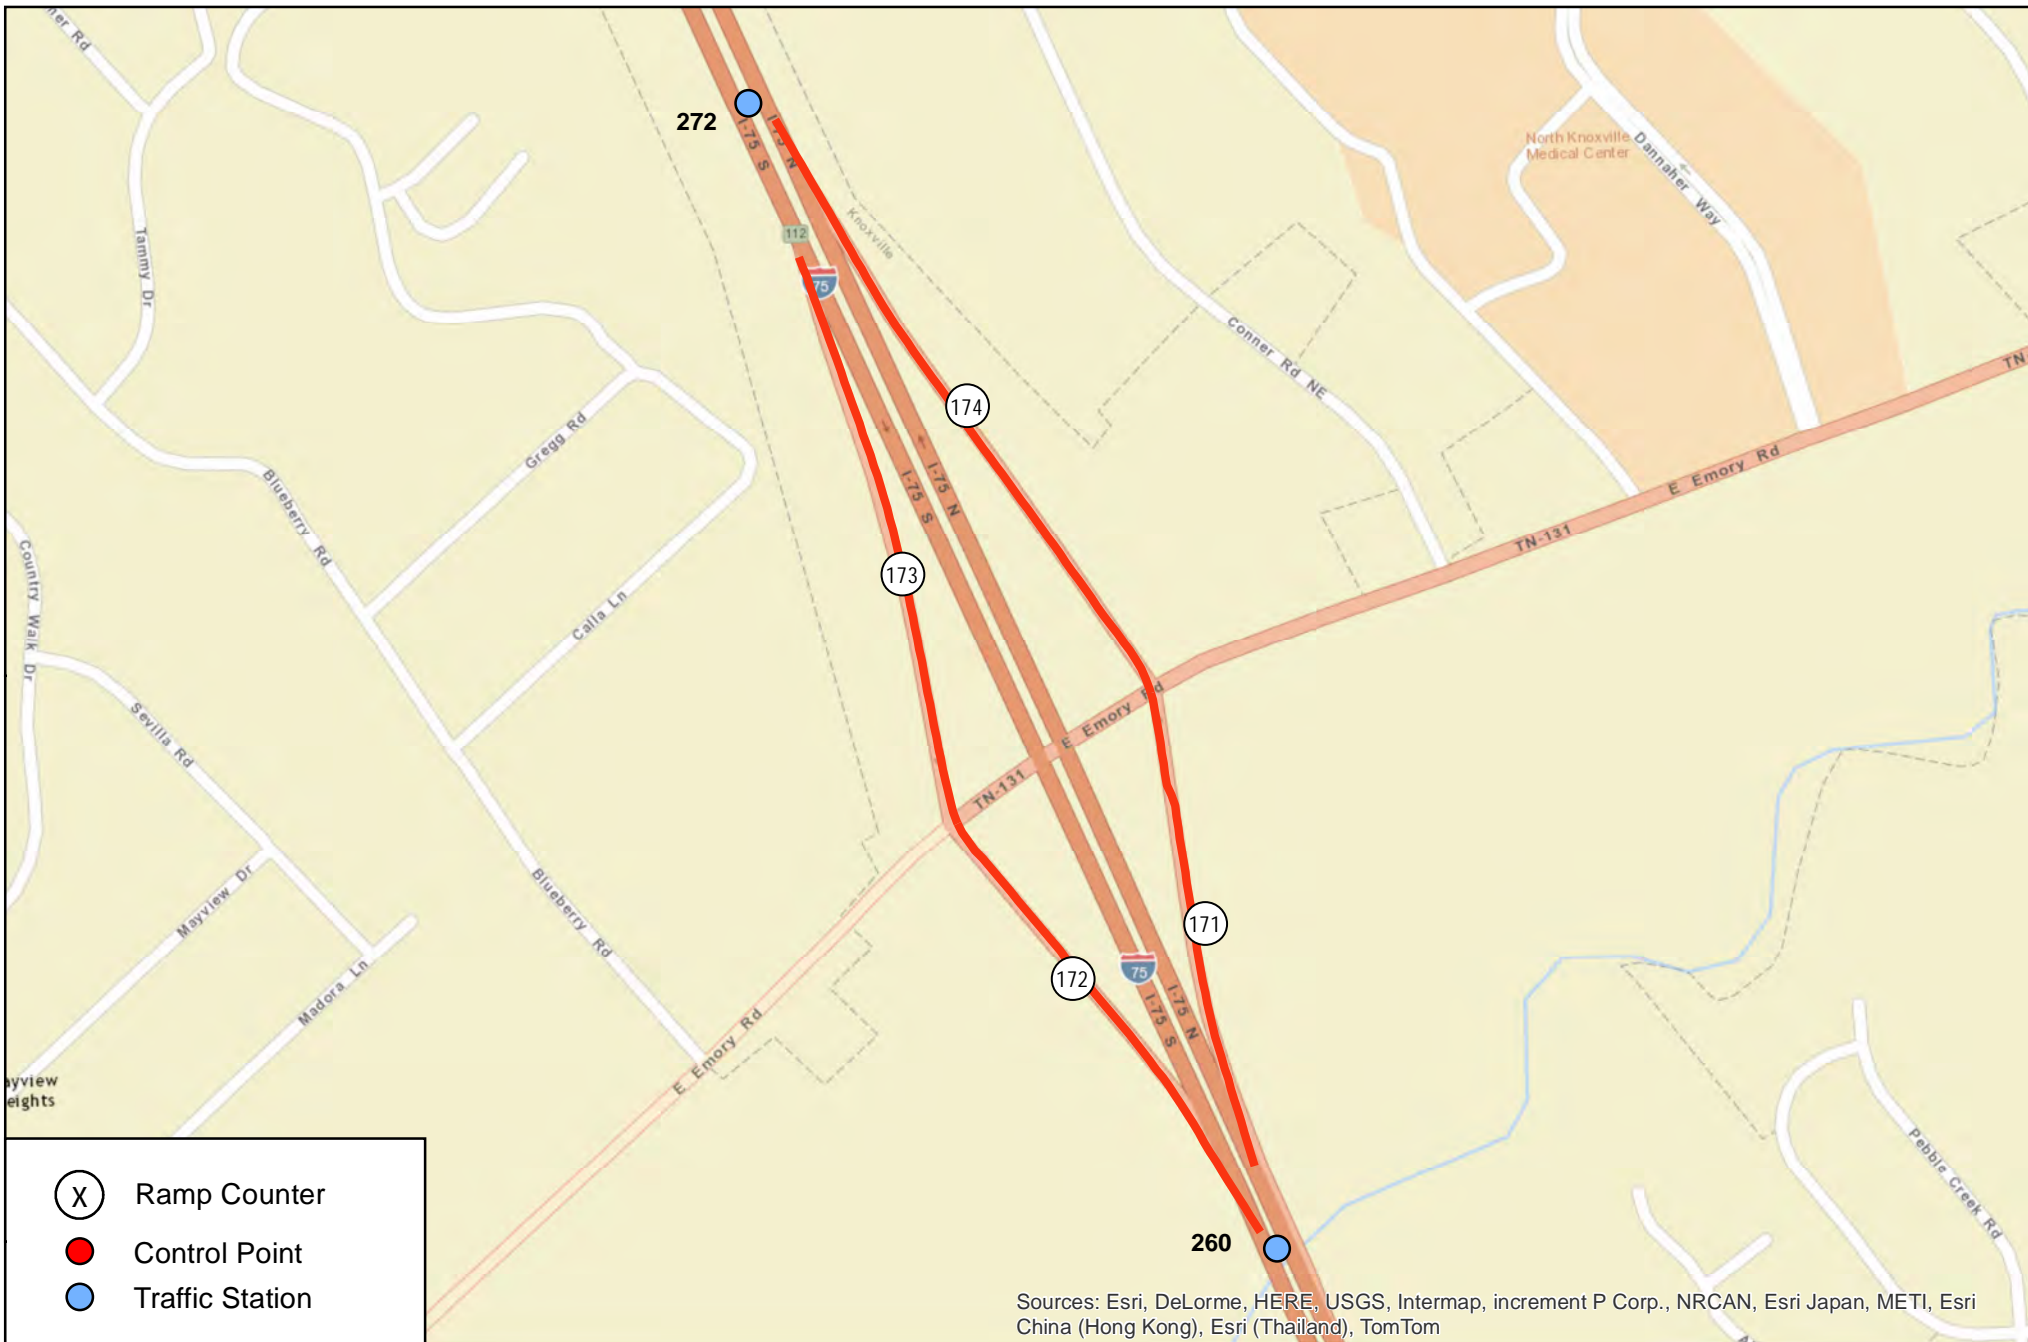 272
I-75 S
I-75 N
112
75
Knoxville
North Knoxville
Medical Center
Dannaher Way
Tammy Dr
Conner Rd NE
174
Gregg Rd
E Emory Rd
TN-131
Blueberry Rd
I-75 S
I-75 N
173
Country Walk Dr
Calla Ln
E Emory Rd
TN-131
Sevilla Rd
Mayview Dr
Blueberry Rd
171
172
75
I-75 S
I-75 N
Madora Ln
E Emory Rd
Pebble Creek Rd
260
X Ramp Counter
Control Point
Traffic Station
Sources: Esri, DeLorme, HERE, USGS, Intermap, increment P Corp., NRCAN, Esri Japan, METI, Esri
China (Hong Kong), Esri (Thailand), TomTom